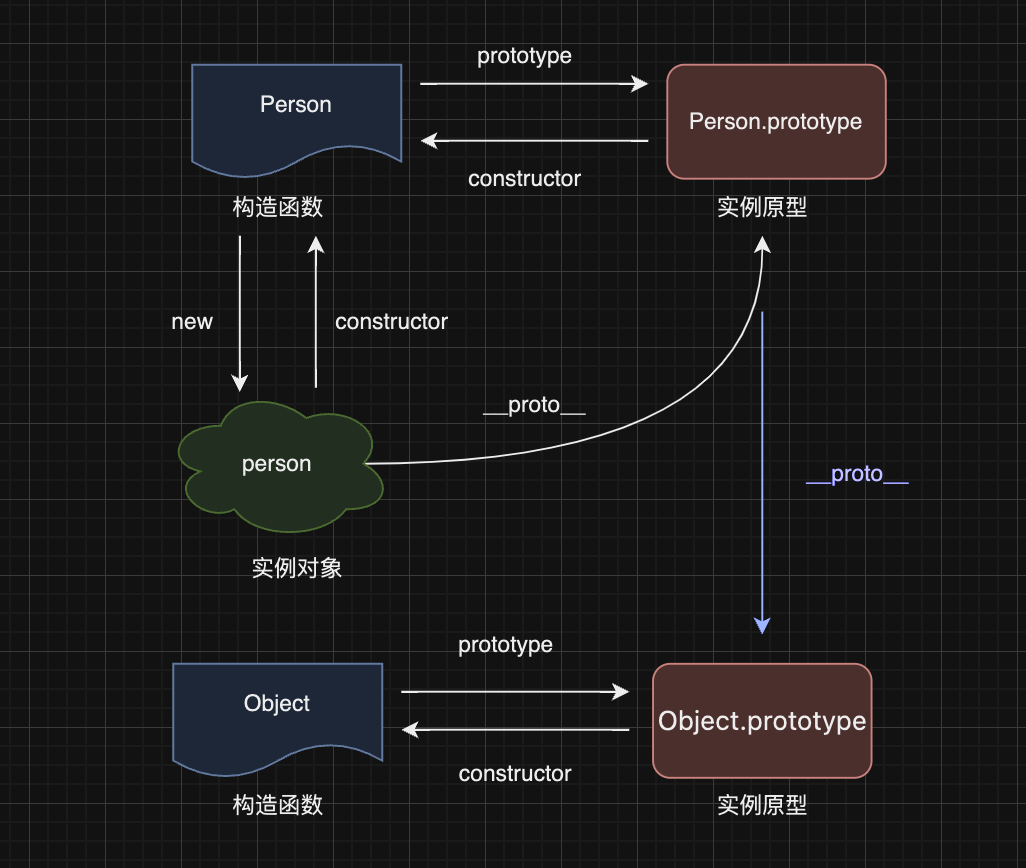 prototype
Person
Person.prototype
constructor
构造函数
实例原型
new
constructor
__proto__
person
__proto__
实例对象
prototype
Object
Object.prototype
constructor
构造函数
实例原型